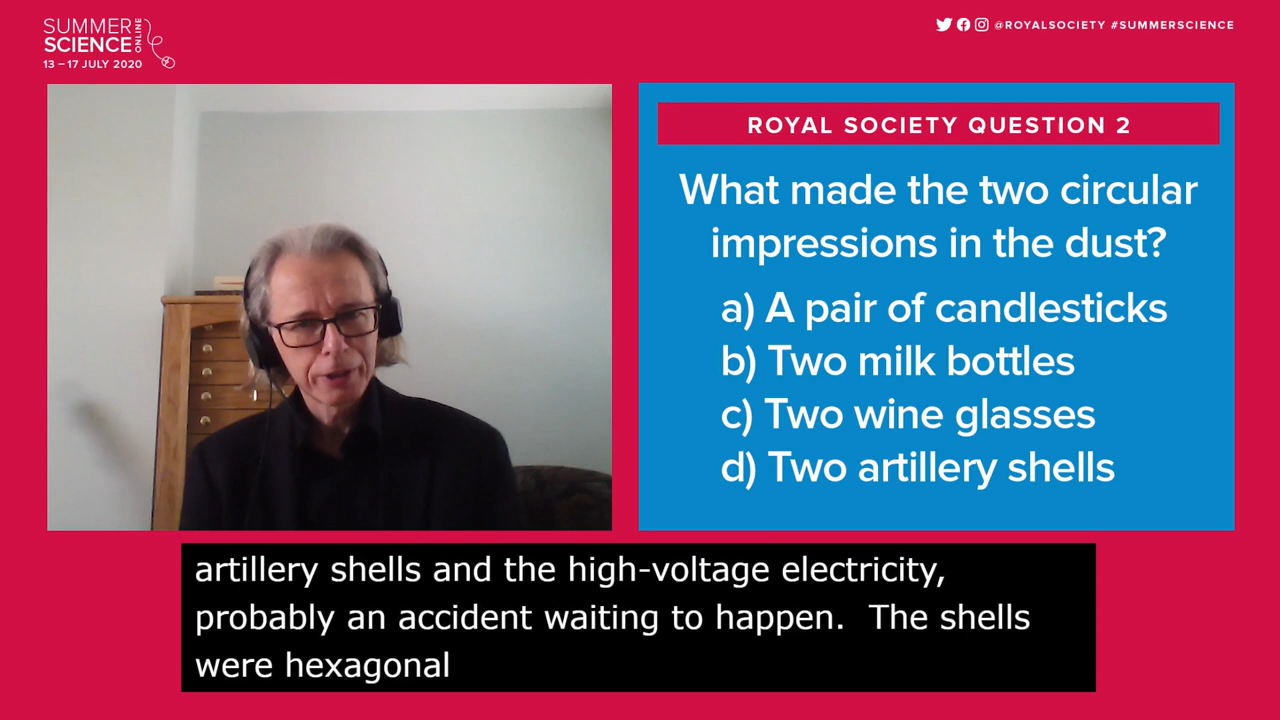 SUMMER
SCIENCE
ONLINE
13 – 17 JULY 2020
@ROYALSOCIETY #SUMMERSCIENCE
ROYAL SOCIETY QUESTION 2
What made the two circular
impressions in the dust?
a) A pair of candlesticks
b) Two milk bottles
c) Two wine glasses
d) Two artillery shells
artillery shells and the high-voltage electricity,
probably an accident waiting to happen.  The shells
were hexagonal